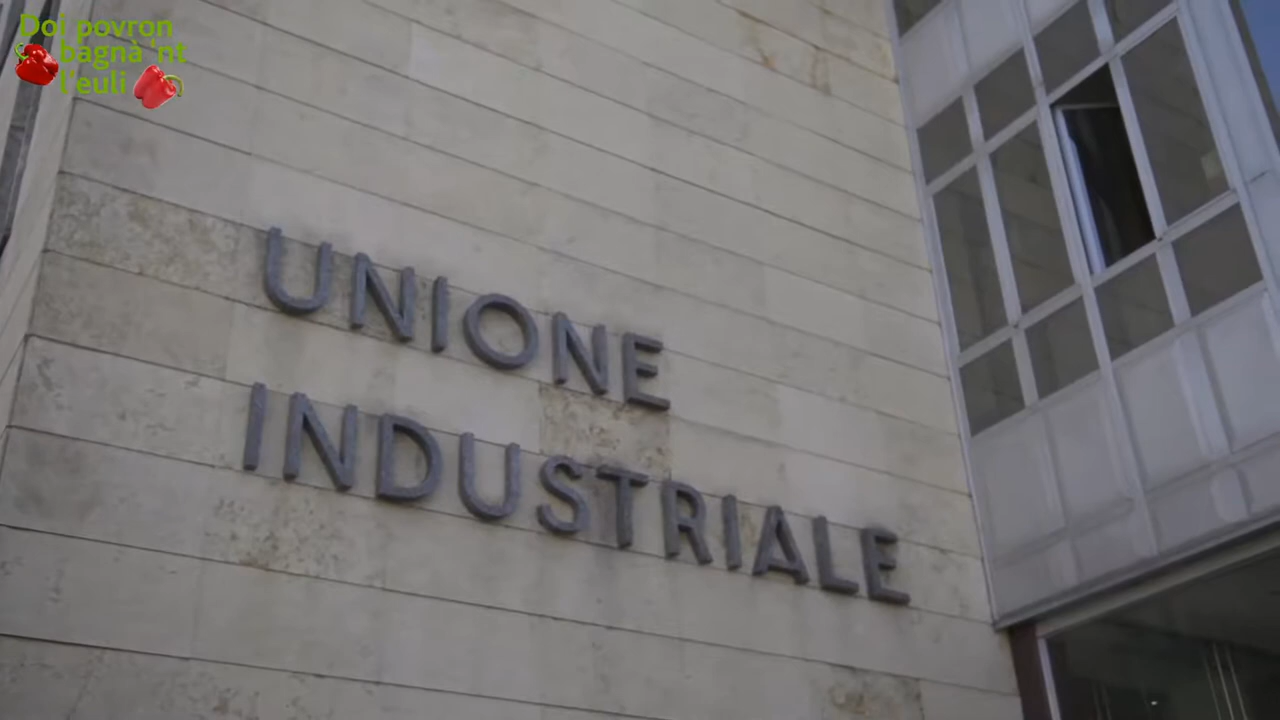 Doi povron
bagnà 'nt
l'euli
UNIONE
INDUSTRIALE